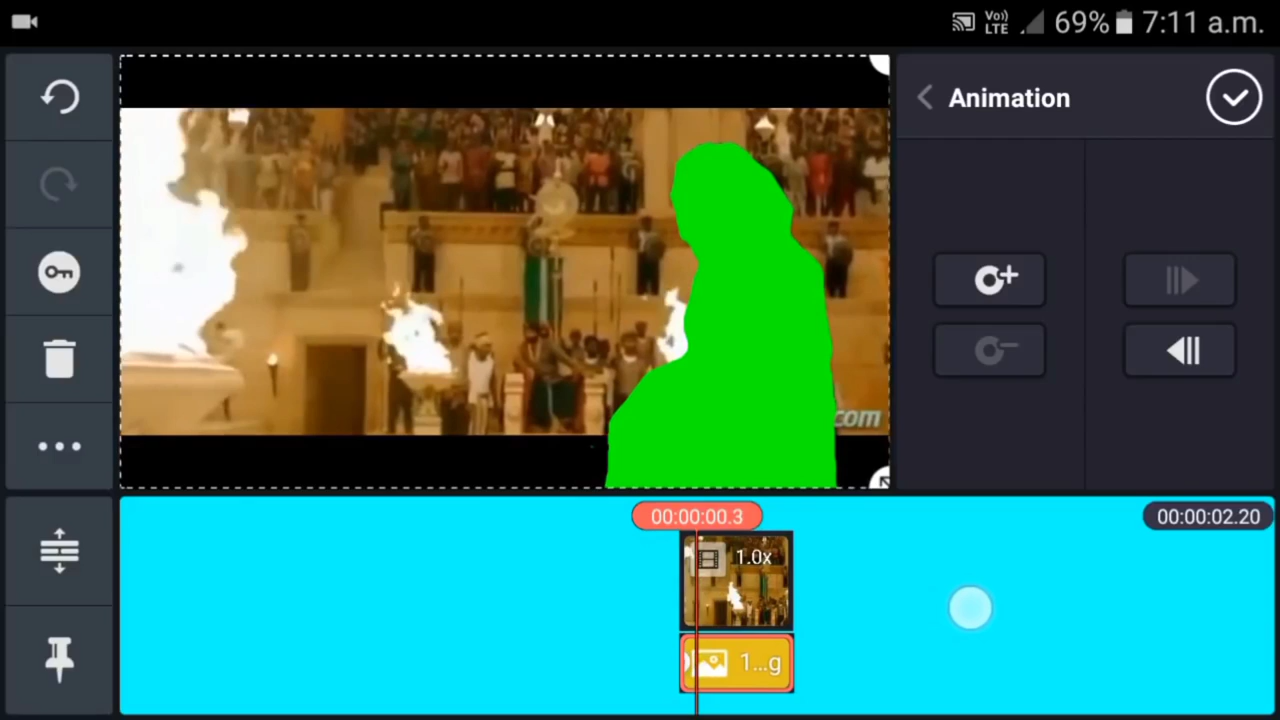 Vo))
LTE
69%
7:11 a.m.
Animation
com
00:00:00.3
00:00:02.20
1.0x
1...g